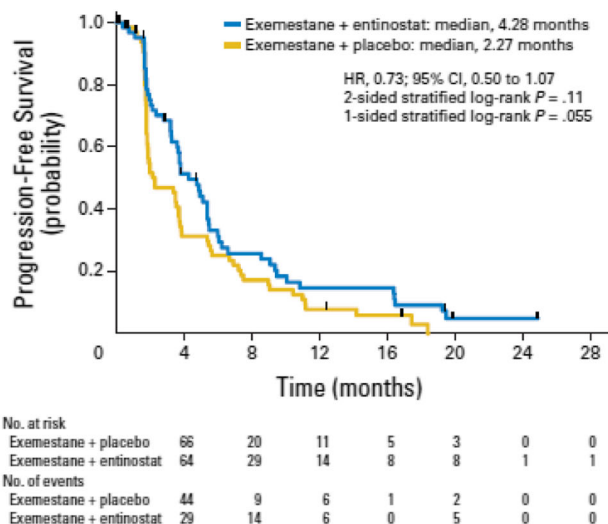 1.0
0.8
0.6
0.4
0.2
Progression-Free Survival
(probability)
Exemestane + entinostat: median, 4.28 months
Exemestane + placebo: median, 2.27 months
HR, 0.73; 95% CI, 0.50 to 1.07
2-sided stratified log-rank P = .11
1-sided stratified log-rank P = .055
0 4 8 12 16 20 24 28
Time (months)
No. at risk
Exemestane + placebo 66 20 11 5 3 0 0
Exemestane + entinostat 64 29 14 8 8 1 1
No. of events
Exemestane + placebo 44 9 6 1 2 0 0
Exemestane + entinostat 29 14 6 0 5 0 0